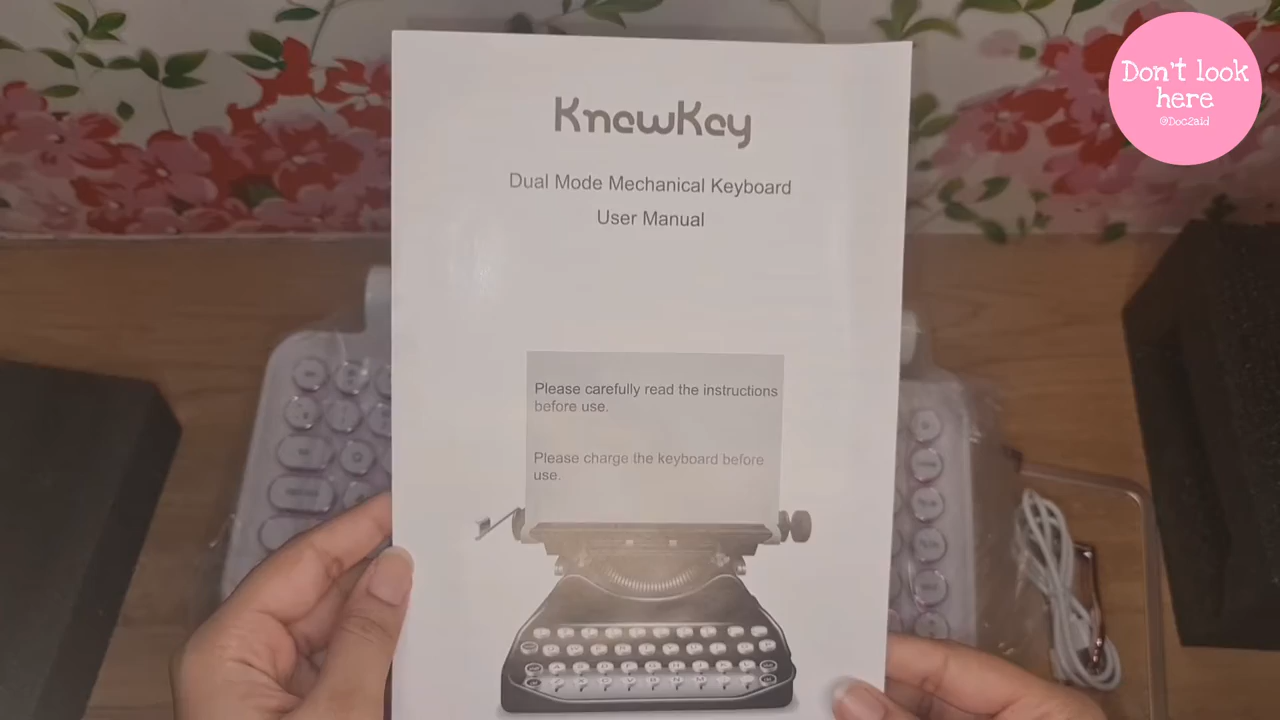 KnewKey
Dual Mode Mechanical Keyboard
User Manual
Please carefully read the instructions
before use.
Please charge the keyboard before
use.
Don't look
here
@Doc2aid